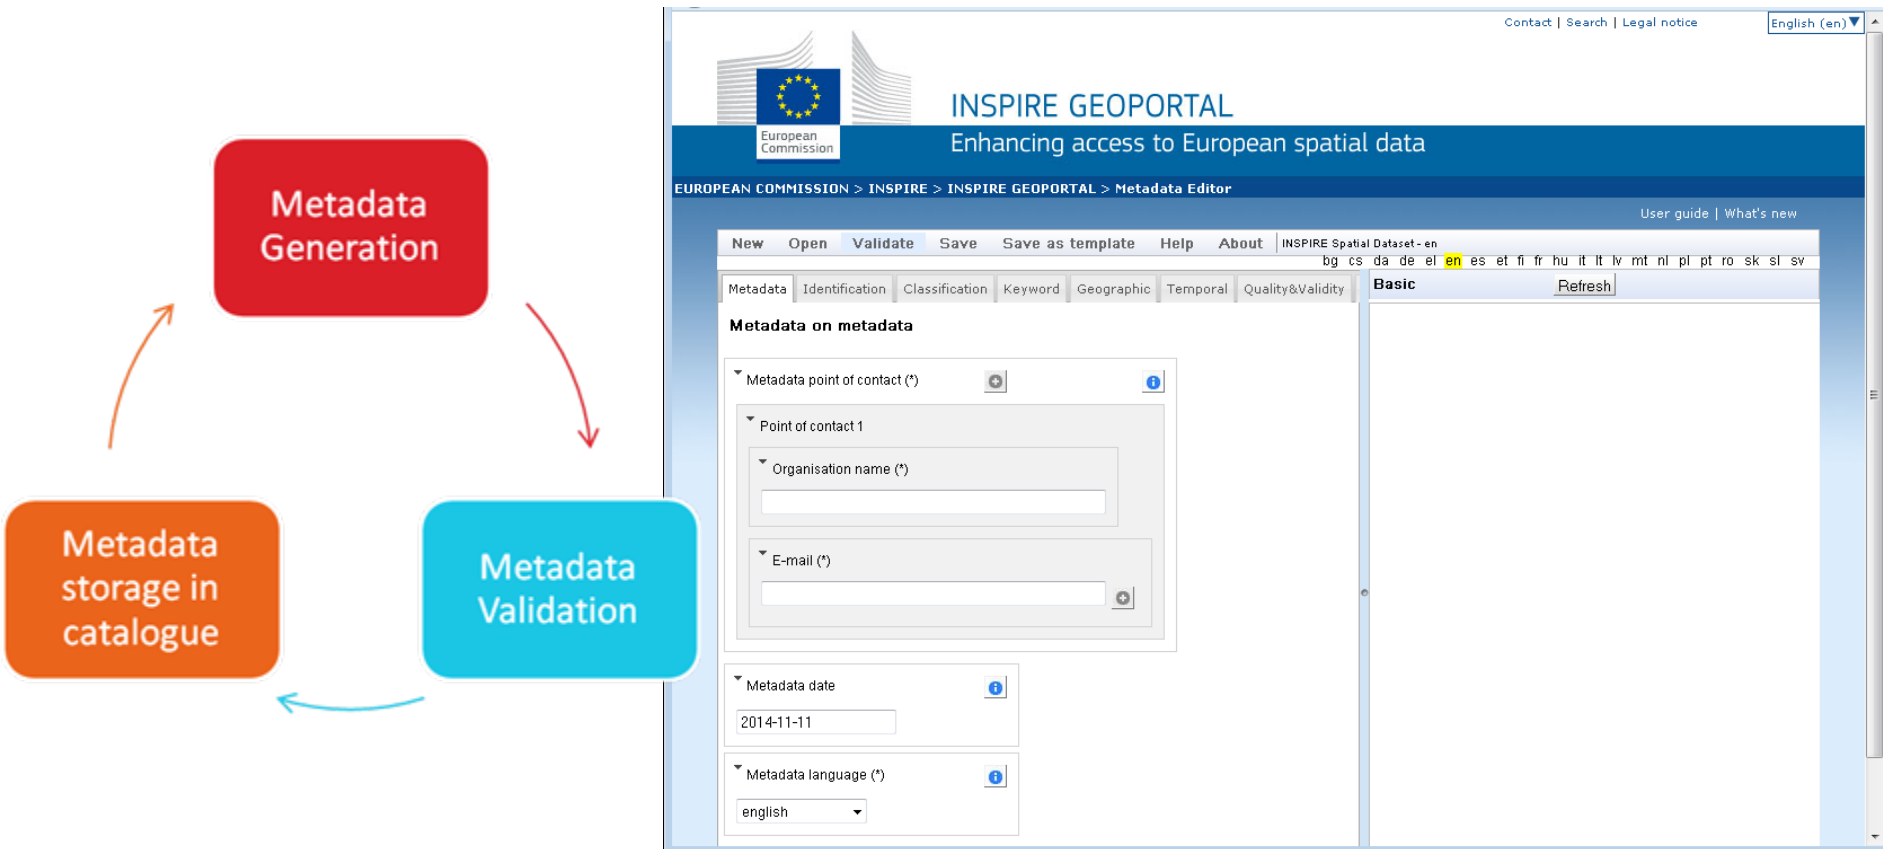 Metadata
Generation
Metadata
Validation
Metadata
storage in
catalogue
Contact | Search | Legal notice
English (en)
European
Commission
INSPIRE GEOPORTAL
Enhancing access to European spatial data
EUROPEAN COMMISSION > INSPIRE > INSPIRE GEOPORTAL > Metadata Editor
User guide | What's new
New Open Validate Save Save as template Help About INSPIRE Spatial Dataset - en
bg cs da de el en es et fi fr hu it lt lv mt nl pl pt ro sk sl sv
Metadata Identification Classification Keyword Geographic Temporal Quality&Validity
Basic Refresh
Metadata on metadata
Metadata point of contact (*)
Point of contact 1
Organisation name (*)
E-mail (*)
Metadata date
2014-11-11
Metadata language (*)
english